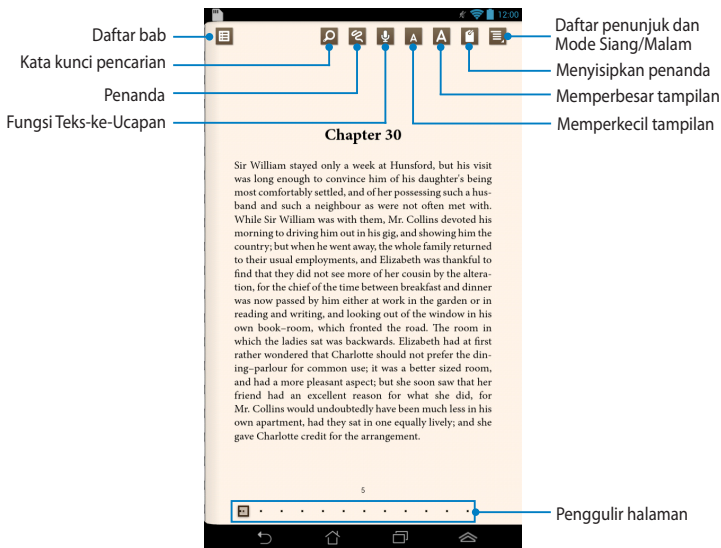 12:00
Daftar bab
Kata kunci pencarian
Penanda
Fungsi Teks-ke-Ucapan
Daftar penunjuk dan
Mode Siang/Malam
Menyisipkan penanda
Memperbesar tampilan
Memperkecil tampilan
A
A
Chapter 30
Sir William stayed only a week at Hunsford, but his visit
was long enough to convince him of his daughter's being
most comfortably settled, and of her possessing such a hus-
band and such a neighbour as were not often met with.
While Sir William was with them, Mr. Collins devoted his
morning to driving him out in his gig, and showing him the
country; but when he went away, the whole family returned
to their usual employments, and Elizabeth was thankful to
find that they did not see more of her cousin by the altera-
tion, for the chief of the time between breakfast and dinner
was now passed by him either at work in the garden or in
reading and writing, and looking out of the window in his
own book–room, which fronted the road. The room in
which the ladies sat was backwards. Elizabeth had at first
rather wondered that Charlotte should not prefer the din-
ing–parlour for common use; it was a better sized room,
and had a more pleasant aspect; but she soon saw that her
friend had an excellent reason for what she did, for
Mr. Collins would undoubtedly have been much less in his
own apartment, had they sat in one equally lively; and she
gave Charlotte credit for the arrangement.
5
Penggulir halaman